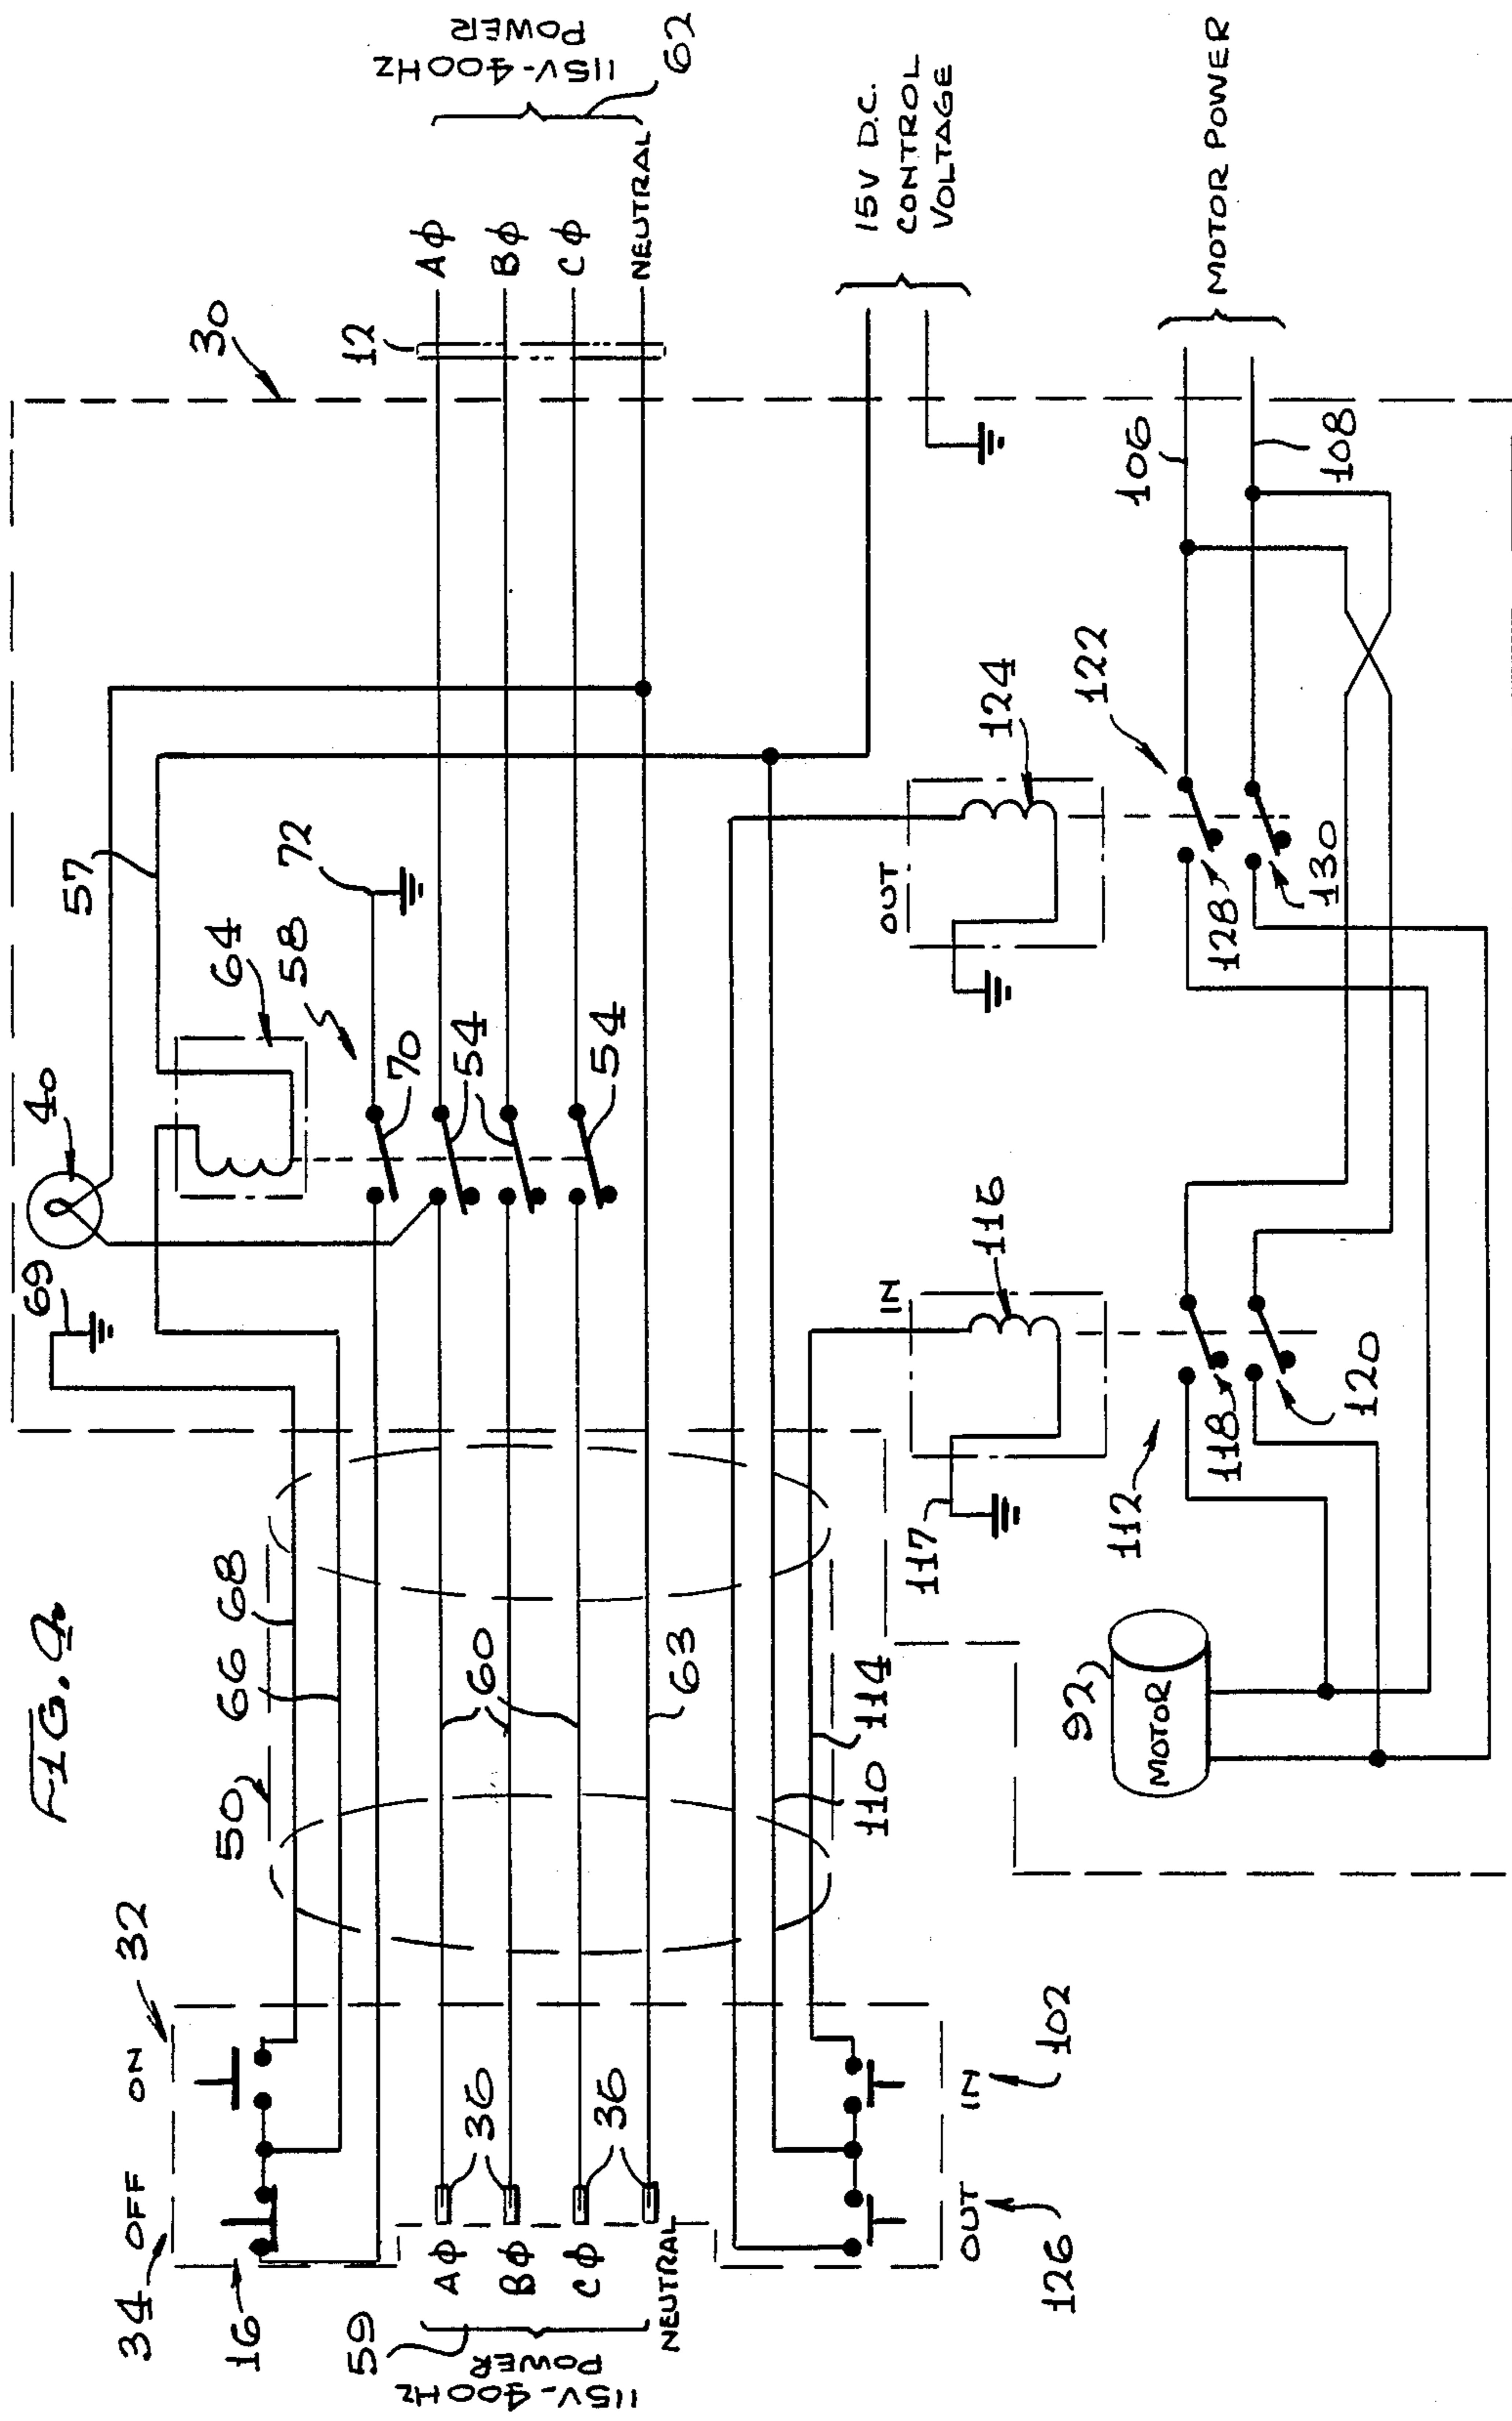 FIG. 9.
34
OFF
ON
32
16
50
66
68
69
40
64
57
58
72
30
12
59
115V-400HZ
POWER
AΦ
BΦ
CΦ
NEUTRAL
36
36
60
63
70
54
54
AΦ
BΦ
CΦ
NEUTRAL
115V-400HZ
POWER
62
110
114
15V D.C.
CONTROL
VOLTAGE
OUT
126
IN
102
117
IN
116
OUT
124
122
92
MOTOR
112
118
120
128
130
106
108
MOTOR POWER